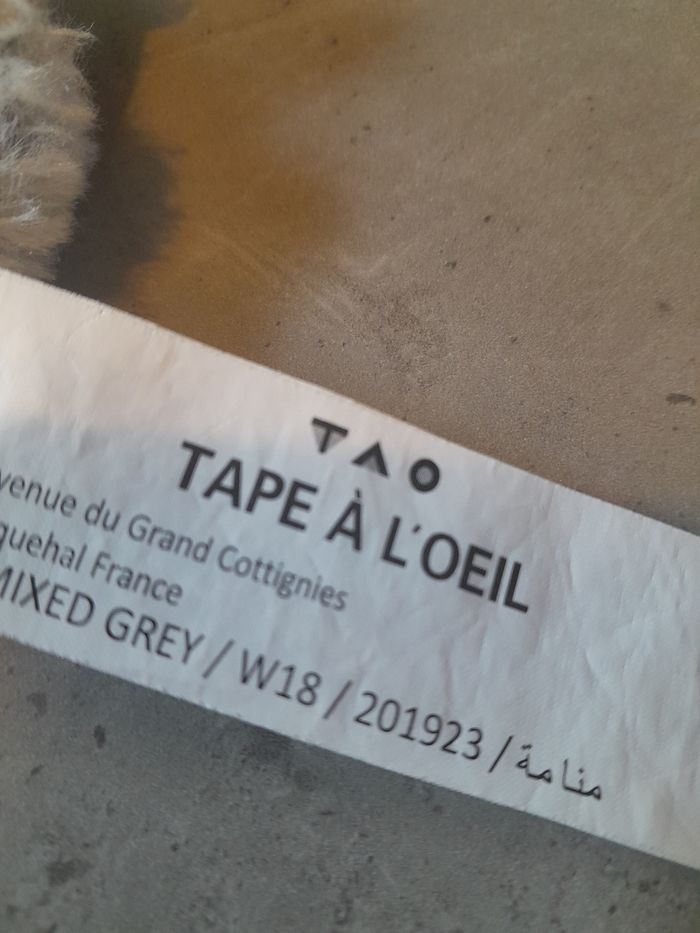 TAO
TAPE À L'OEIL
venue du Grand Cottignies
quehal France
MIXED GREY / W18 / 201923 / منامة